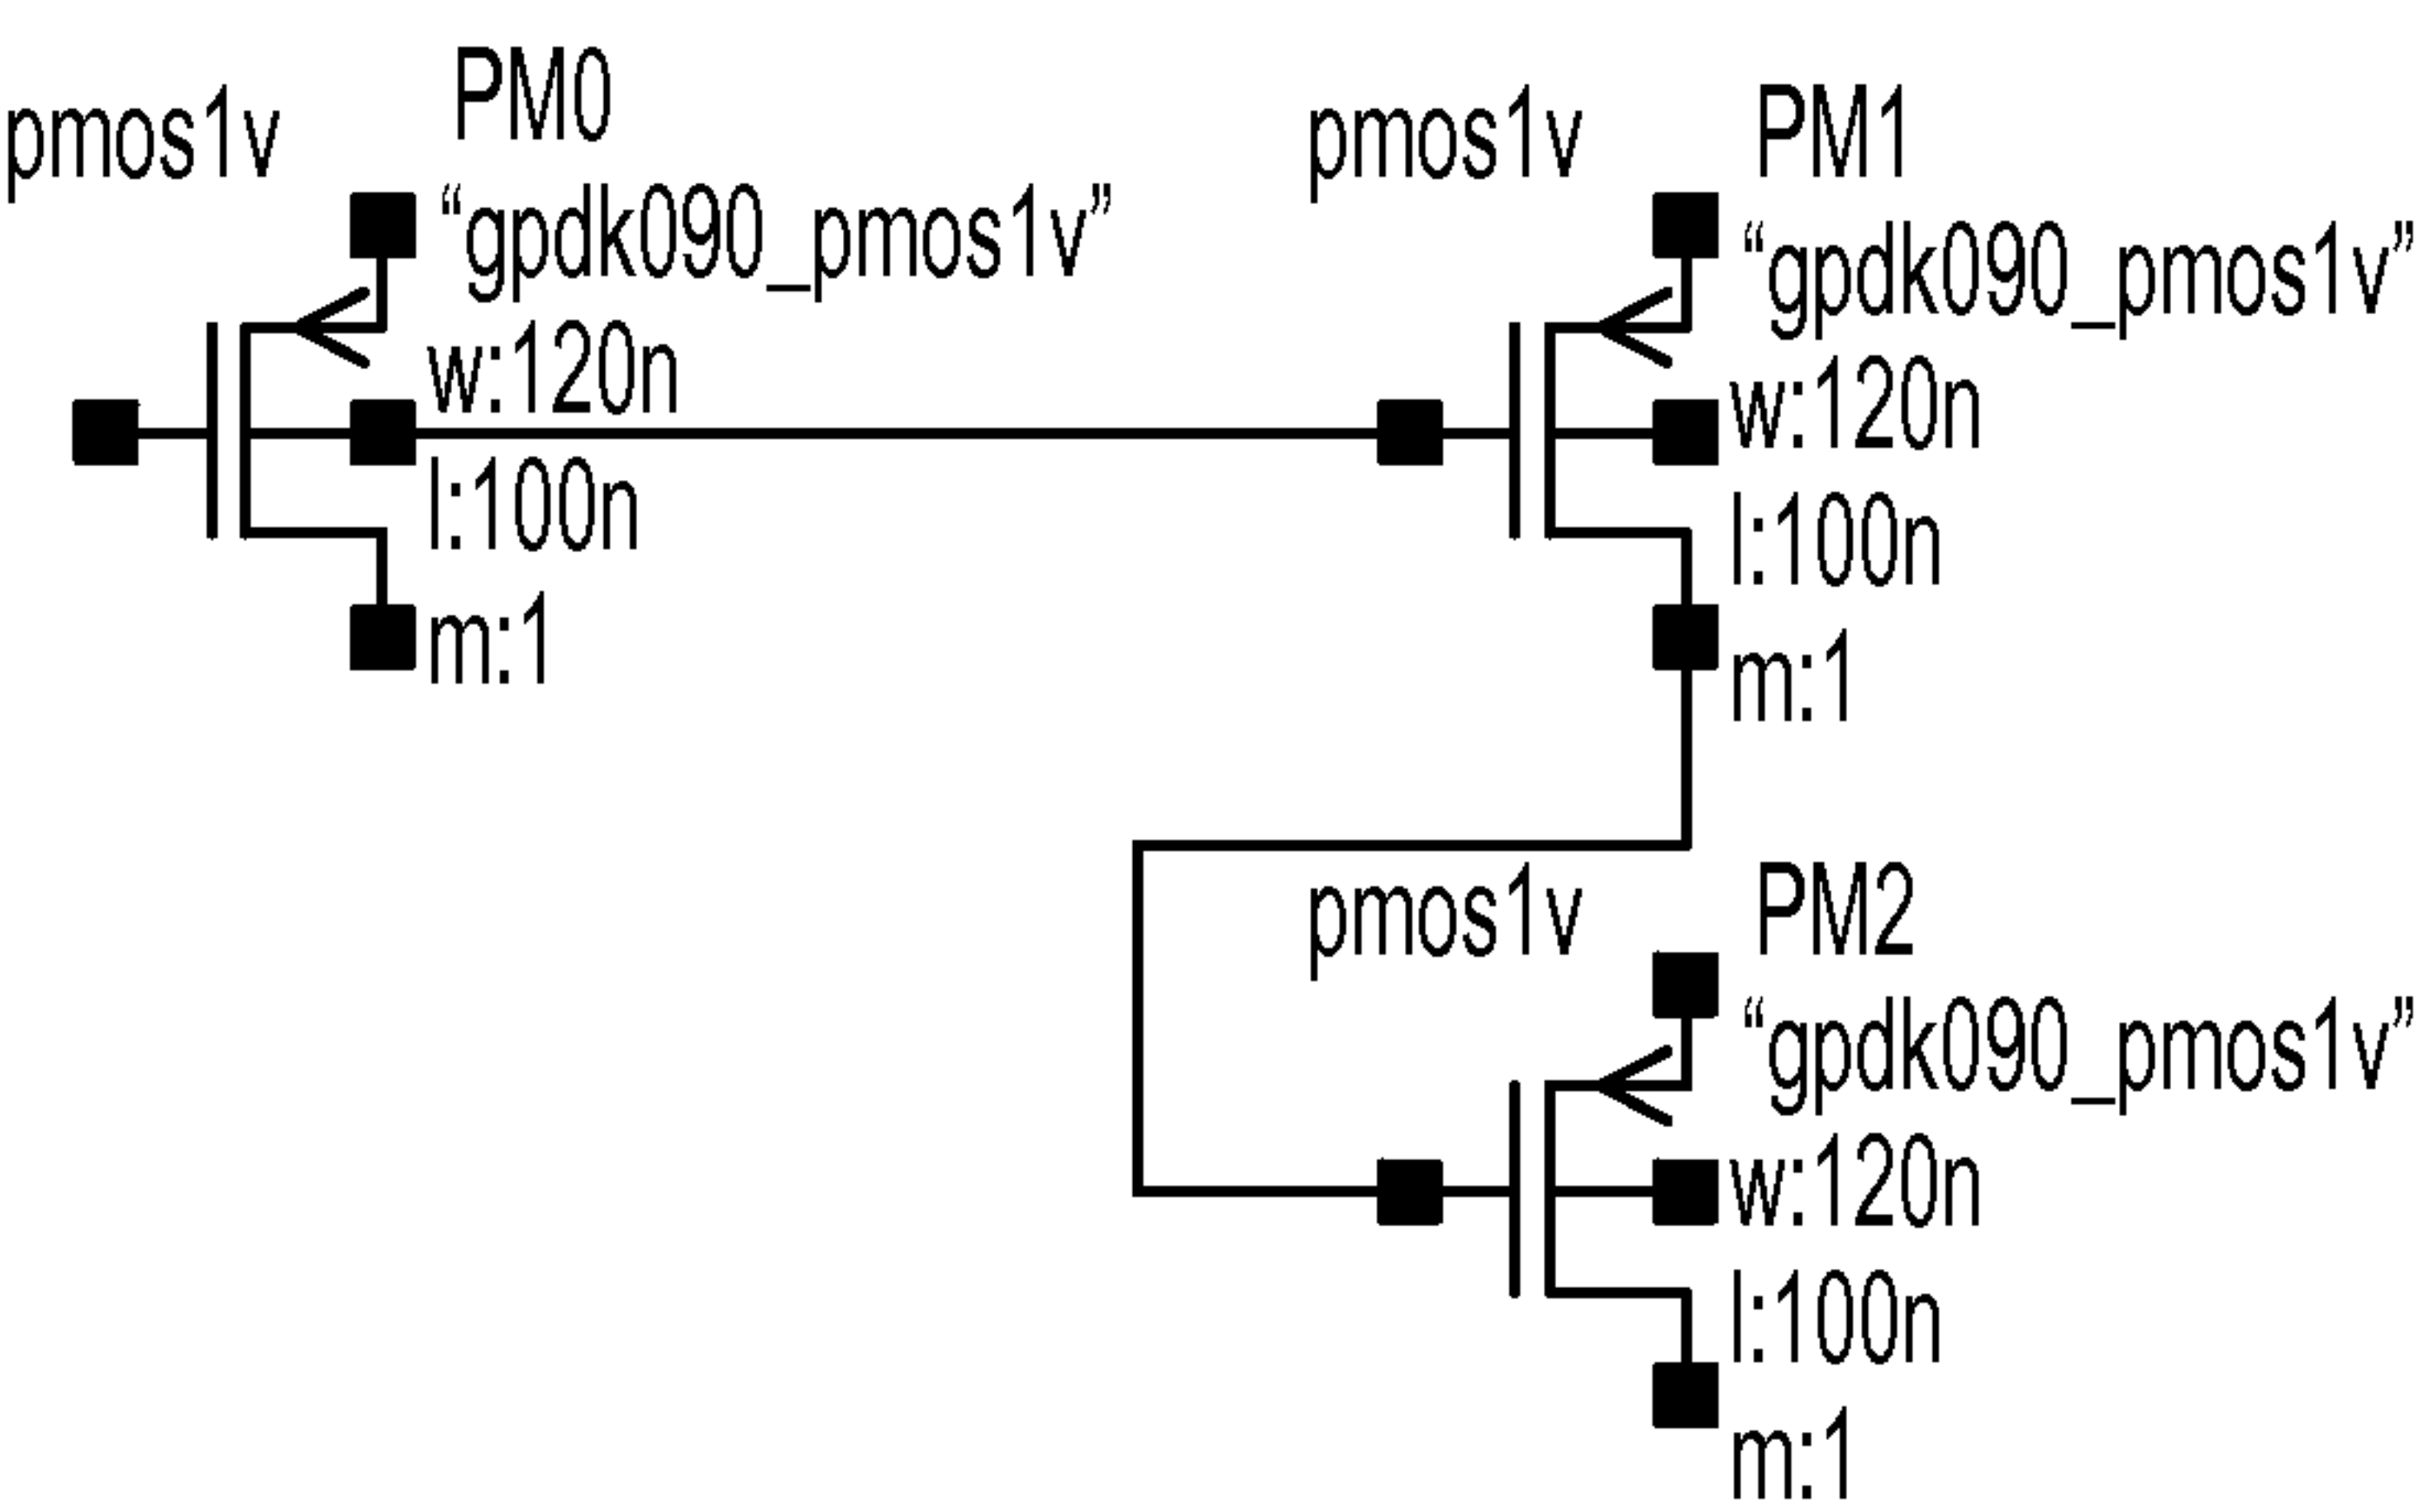 pmos1v
PM0
“gpdk090_pmos1v”
w:120n
l:100n
m:1
pmos1v
PM1
“gpdk090_pmos1v”
w:120n
l:100n
m:1
pmos1v
PM2
“gpdk090_pmos1v”
w:120n
l:100n
m:1